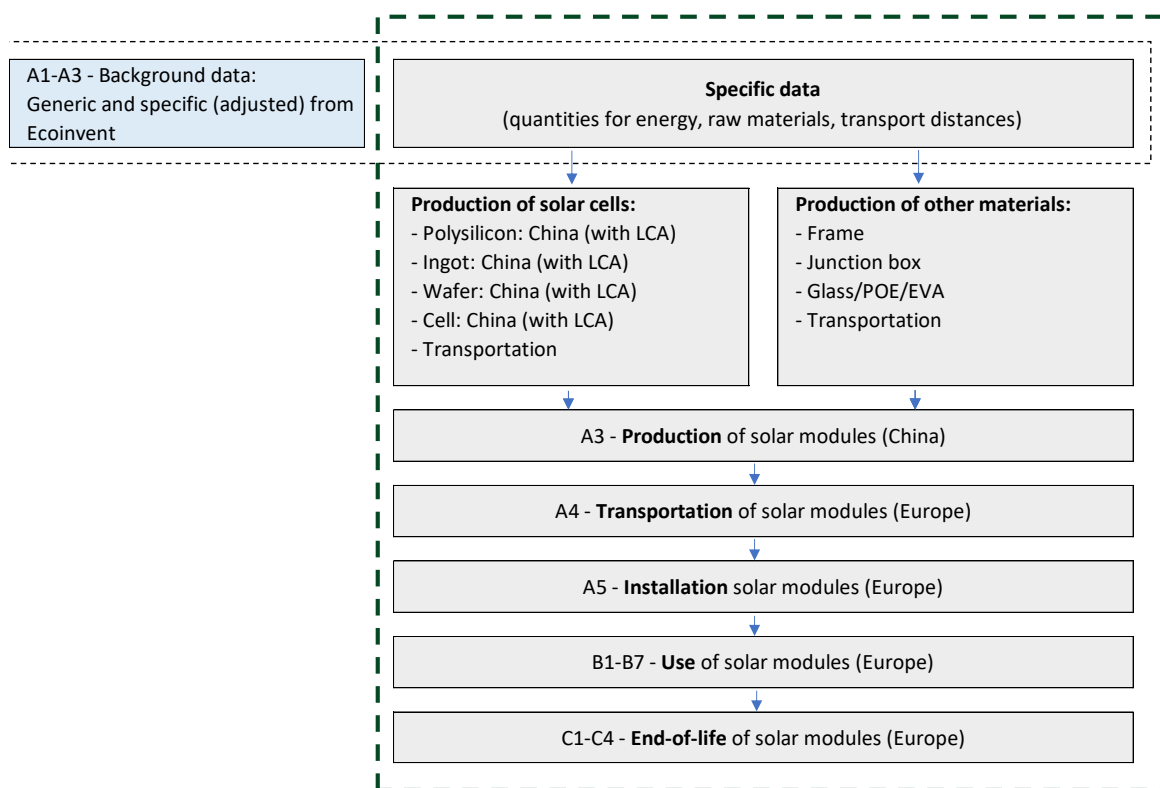 A1-A3 - Background data:
Generic and specific (adjusted) from
Ecoinvent
Specific data
(quantities for energy, raw materials, transport distances)
Production of solar cells:
- Polysilicon: China (with LCA)
- Ingot: China (with LCA)
- Wafer: China (with LCA)
- Cell: China (with LCA)
- Transportation
Production of other materials:
- Frame
- Junction box
- Glass/POE/EVA
- Transportation
A3 - Production of solar modules (China)
A4 - Transportation of solar modules (Europe)
A5 - Installation solar modules (Europe)
B1-B7 - Use of solar modules (Europe)
C1-C4 - End-of-life of solar modules (Europe)